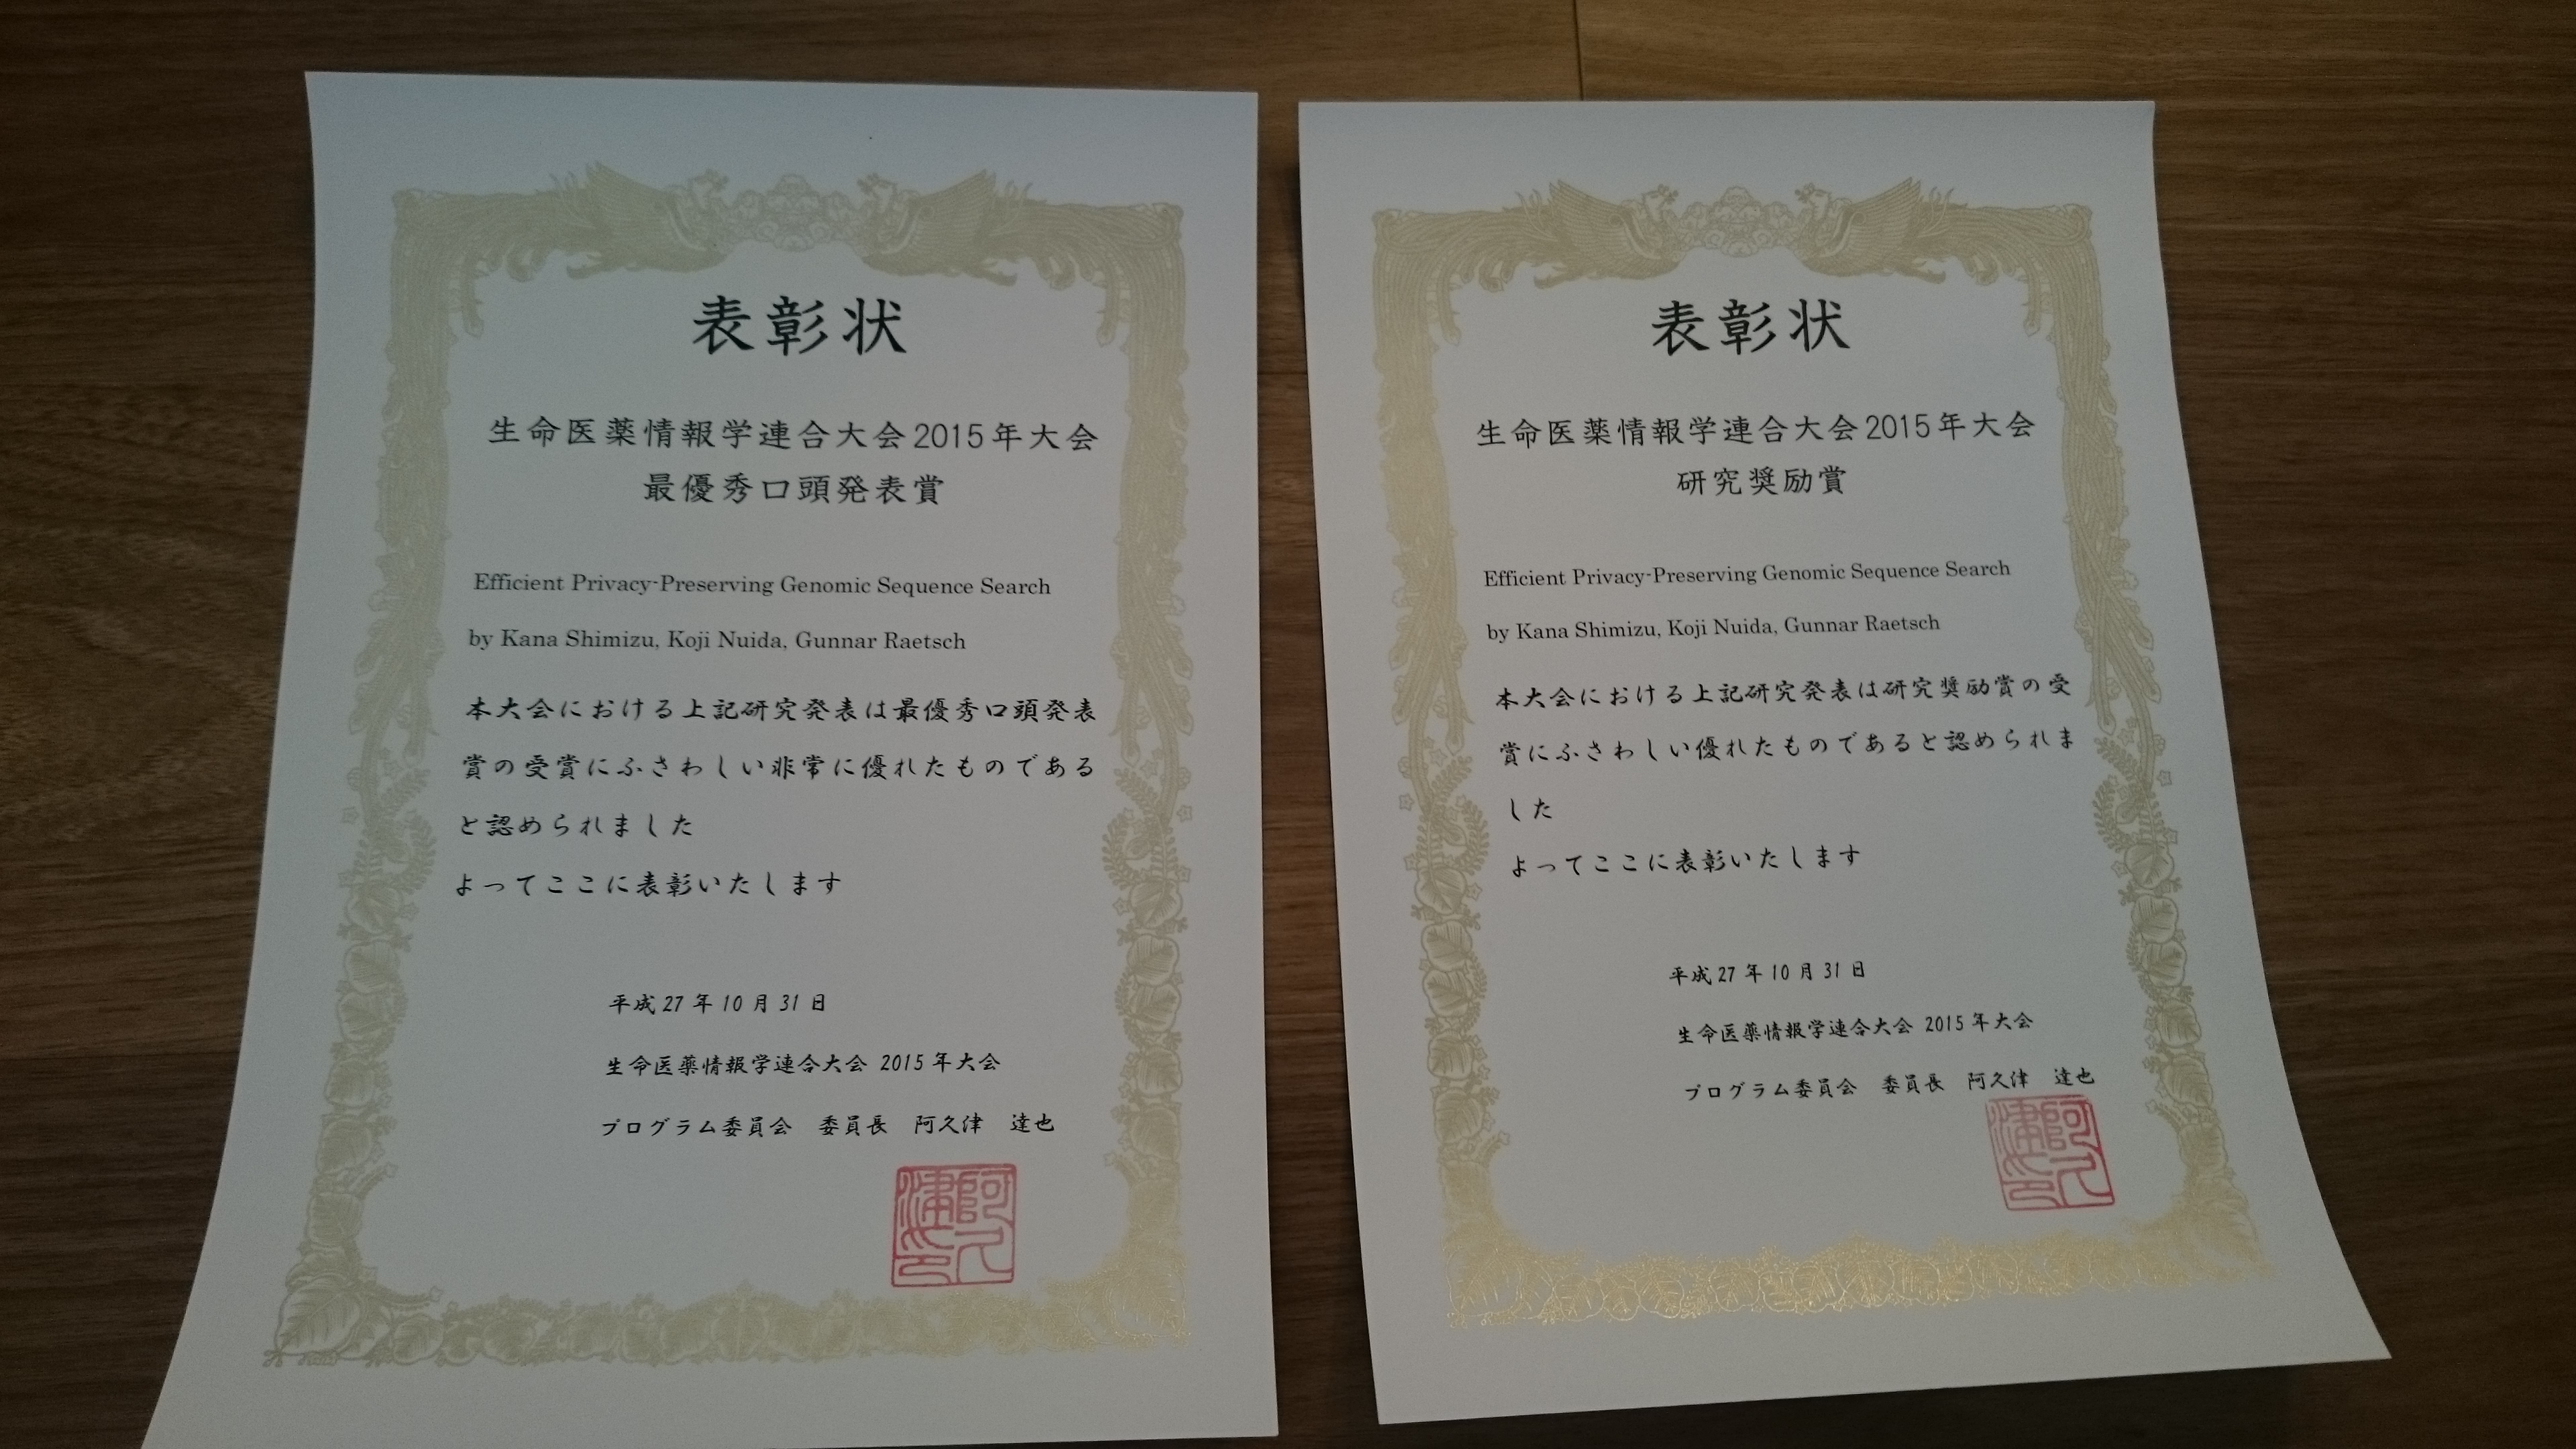 表彰状
生命医薬情報学連合大会2015年大会
最優秀口頭発表賞
Efficient Privacy-Preserving Genomic Sequence Search
by Kana Shimizu, Koji Nuida, Gunnar Raetsch
本大会における上記研究発表は最優秀口頭発表
賞の受賞にふさわしい非常に優れたものである
と認められました
よってここに表彰いたします
平成27年10月31日
生命医薬情報学連合大会 2015年大会
プログラム委員会 委員長 阿久津 達也
阿久津印
表彰状
生命医薬情報学連合大会2015年大会
研究奨励賞
Efficient Privacy-Preserving Genomic Sequence Search
by Kana Shimizu, Koji Nuida, Gunnar Raetsch
本大会における上記研究発表は研究奨励賞の受
賞にふさわしい優れたものであると認められま
した
よってここに表彰いたします
平成27年10月31日
生命医薬情報学連合大会 2015年大会
プログラム委員会 委員長 阿久津 達也
阿久津印